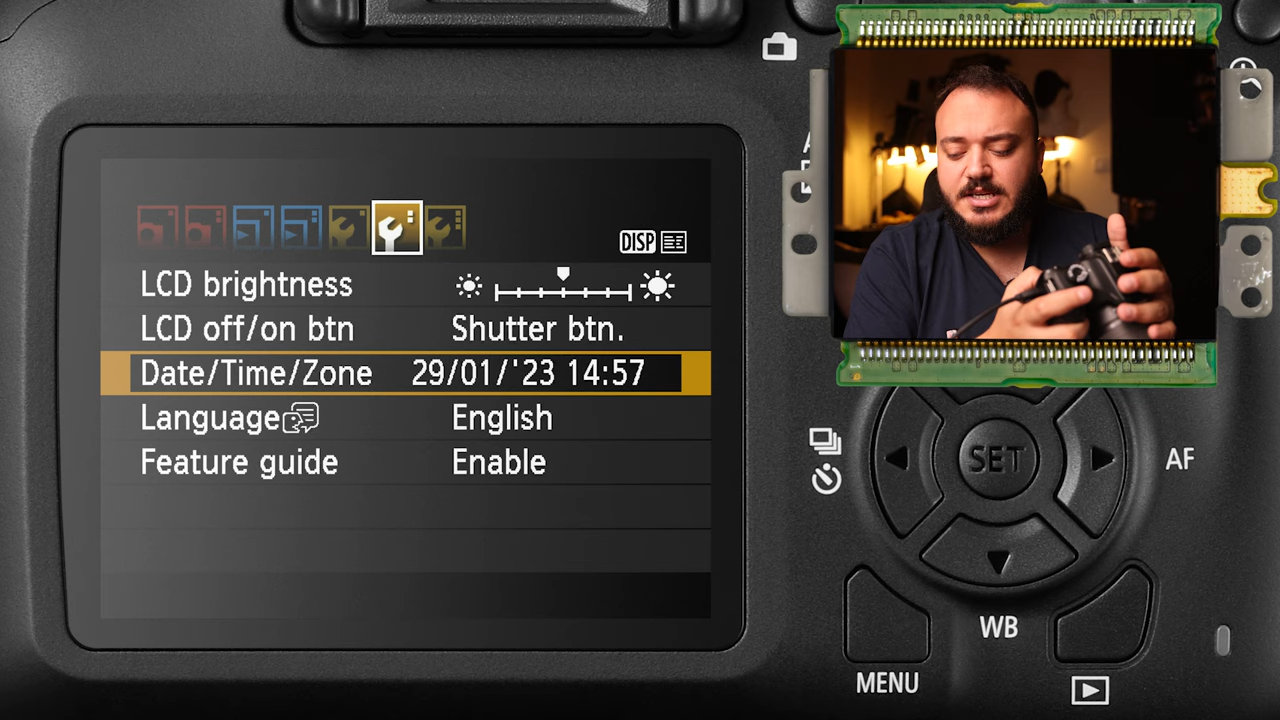 DISP
LCD brightness
LCD off/on btn Shutter btn.
Date/Time/Zone 29/01/'23 14:57
Language English
Feature guide Enable
SET
AF
WB
MENU